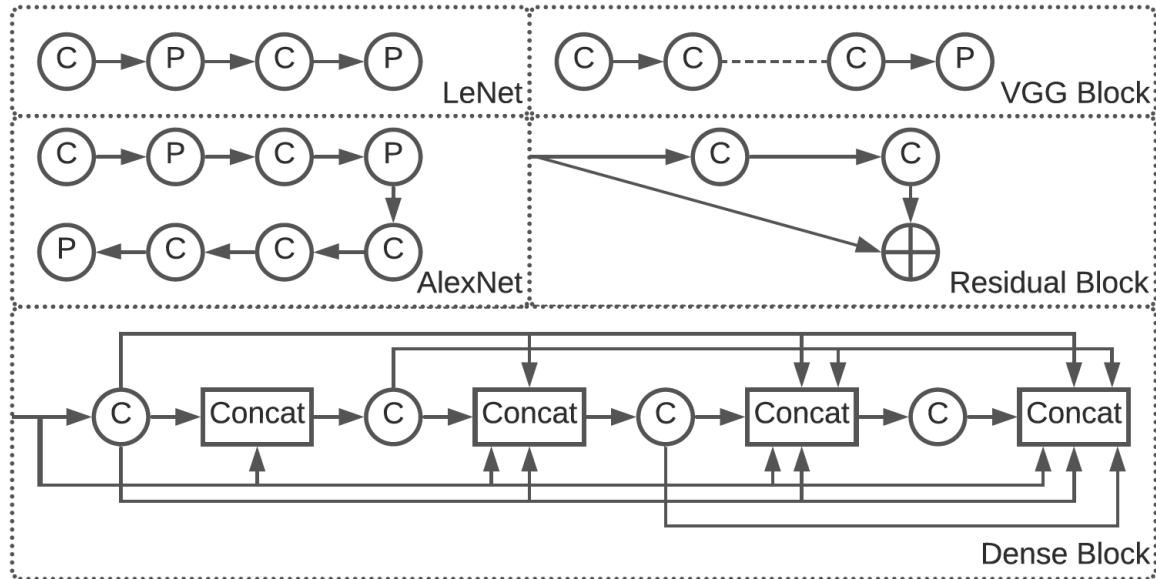 C P C P
LeNet
C C C P
VGG Block
C P C P
P C C C
AlexNet
C C
Residual Block
C Concat C Concat C Concat C Concat
Dense Block